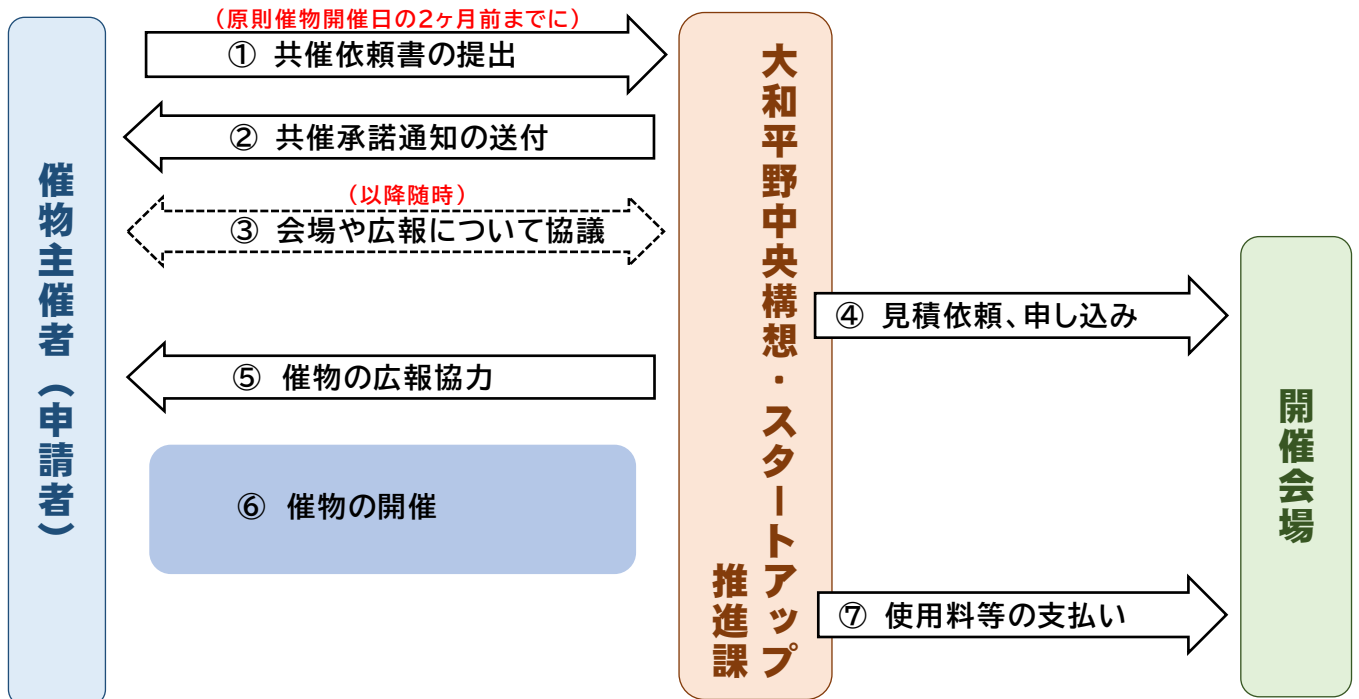 催物主催者（申請者）
（原則催物開催日の2ヶ月前までに）
① 共催依頼書の提出
② 共催承諾通知の送付
（以降随時）
③ 会場や広報について協議
⑤ 催物の広報協力
⑥ 催物の開催
大和平野中央構想・スタートアップ
推進課
④ 見積依頼、申し込み
⑦ 使用料等の支払い
開催会場